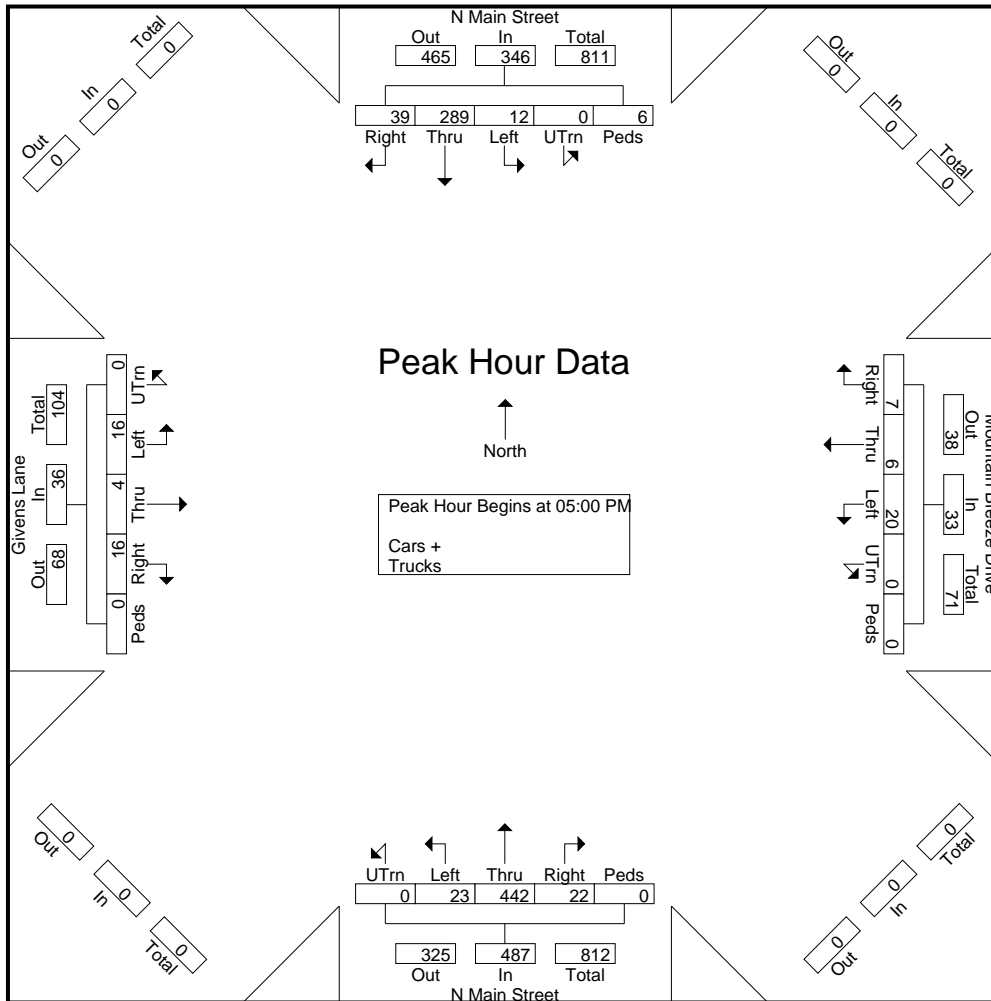 N Main Street
Out In Total
465 346 811
39 289 12 0 6
Right Thru Left UTrn Peds
Total
0
In
0
Out
0
Out
0
In
0
Total
0
Peak Hour Data
North
Peak Hour Begins at 05:00 PM
Cars +
Trucks
Givens Lane
Out In Total
68 36 104
0 16 4 16 0
Peds Right Thru Left UTrn
Mountain Breeze Drive
Out In Total
38 33 71
7 6 20 0 0
Right Thru Left UTrn Peds
0
Out
0
In
0
Total
0
Total
0
In
0
Out
UTrn Left Thru Right Peds
0 23 442 22 0
325 487 812
Out In Total
N Main Street